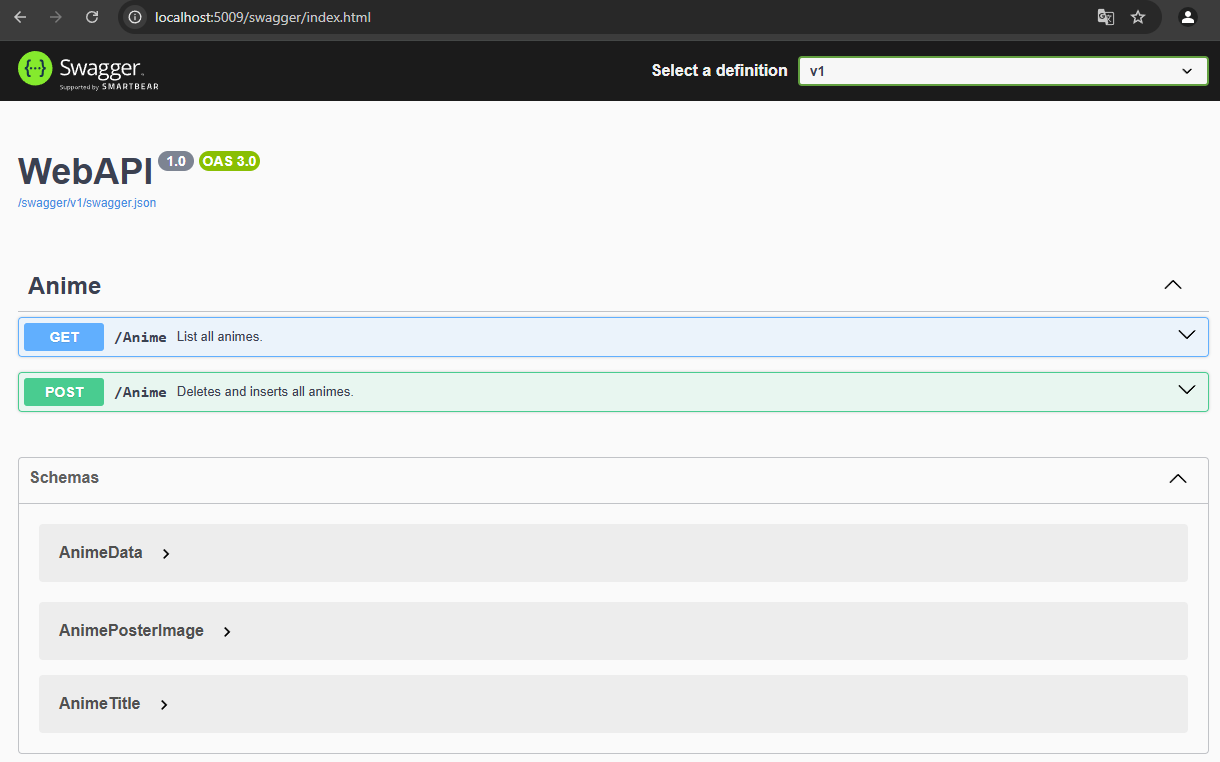 localhost:5009/swagger/index.html
Swagger.
Supported by SMARTBEAR
Select a definition
v1
WebAPI 1.0 OAS 3.0
/swagger/v1/swagger.json
Anime
GET /Anime List all animes.
POST /Anime Deletes and inserts all animes.
Schemas
AnimeData
AnimePosterImage
AnimeTitle